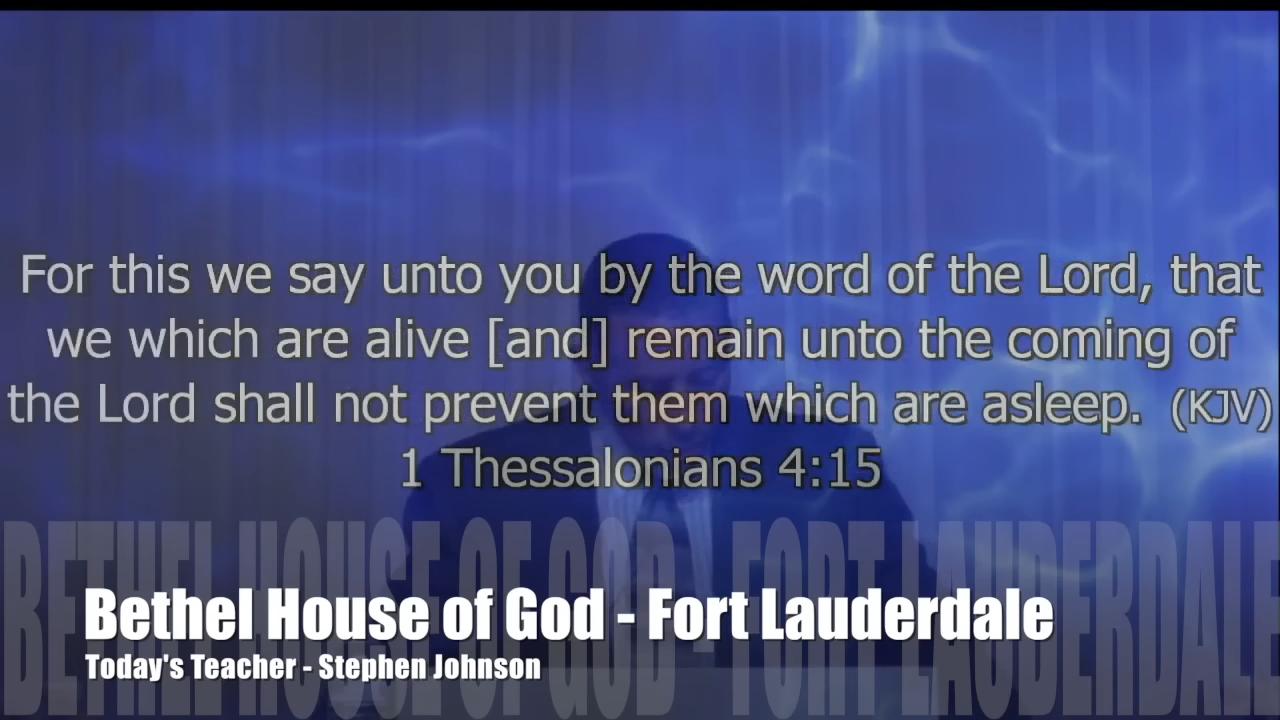 For this we say unto you by the word of the Lord, that
we which are alive [and] remain unto the coming of
the Lord shall not prevent them which are asleep. (KJV)
1 Thessalonians 4:15
BETHEL HOUSE OF GOD - FORT LAUDERDALE
Bethel House of God - Fort Lauderdale
Today's Teacher - Stephen Johnson